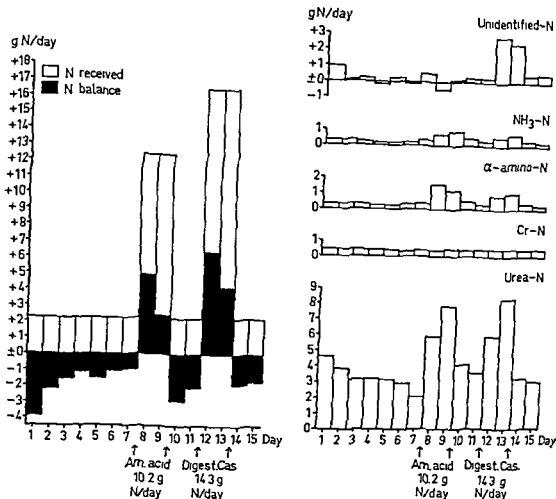 gN/day
+18
+17
+16
+15
+14
+13
+12
+11
+10
+9
+8
+7
+6
+5
+4
+3
+2
+1
±0
-1
-2
-3
-4
N received
N balance
1 2 3 4 5 6 7 8 9 10 11 12 13 14 15 Day
Am. acid
10.2 g
N/day
Digest.Cas.
143 g
N/day
gN/day
Unidentified-N
+3
+2
+1
±0
-1
NH3-N
1
0
α-amino-N
2
1
0
Cr-N
1
0
Urea-N
9
8
7
6
5
4
3
2
1
0
1 2 3 4 5 6 7 8 9 10 11 12 13 14 15 Day
Am. acid
10.2 g
N/day
Digest.Cas.
143 g
N/day